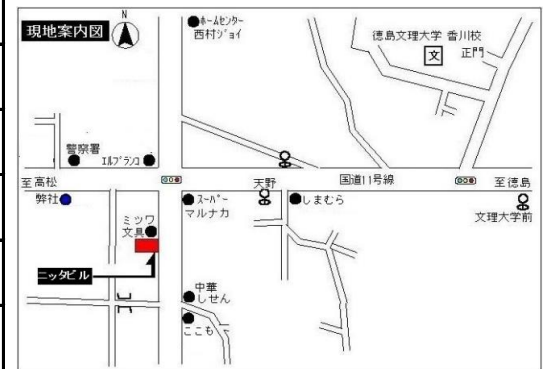 現地案内図
N
ホームセンター
西村ジョイ
徳島文理大学 香川校
文 正門
警察署
エルブランコ
至高松
天野
国道11号線
至徳島
弊社
スーパー
マルナカ
しまむら
文理大学前
ミツワ
文具
ニッタビル
中華
しせん
ここも